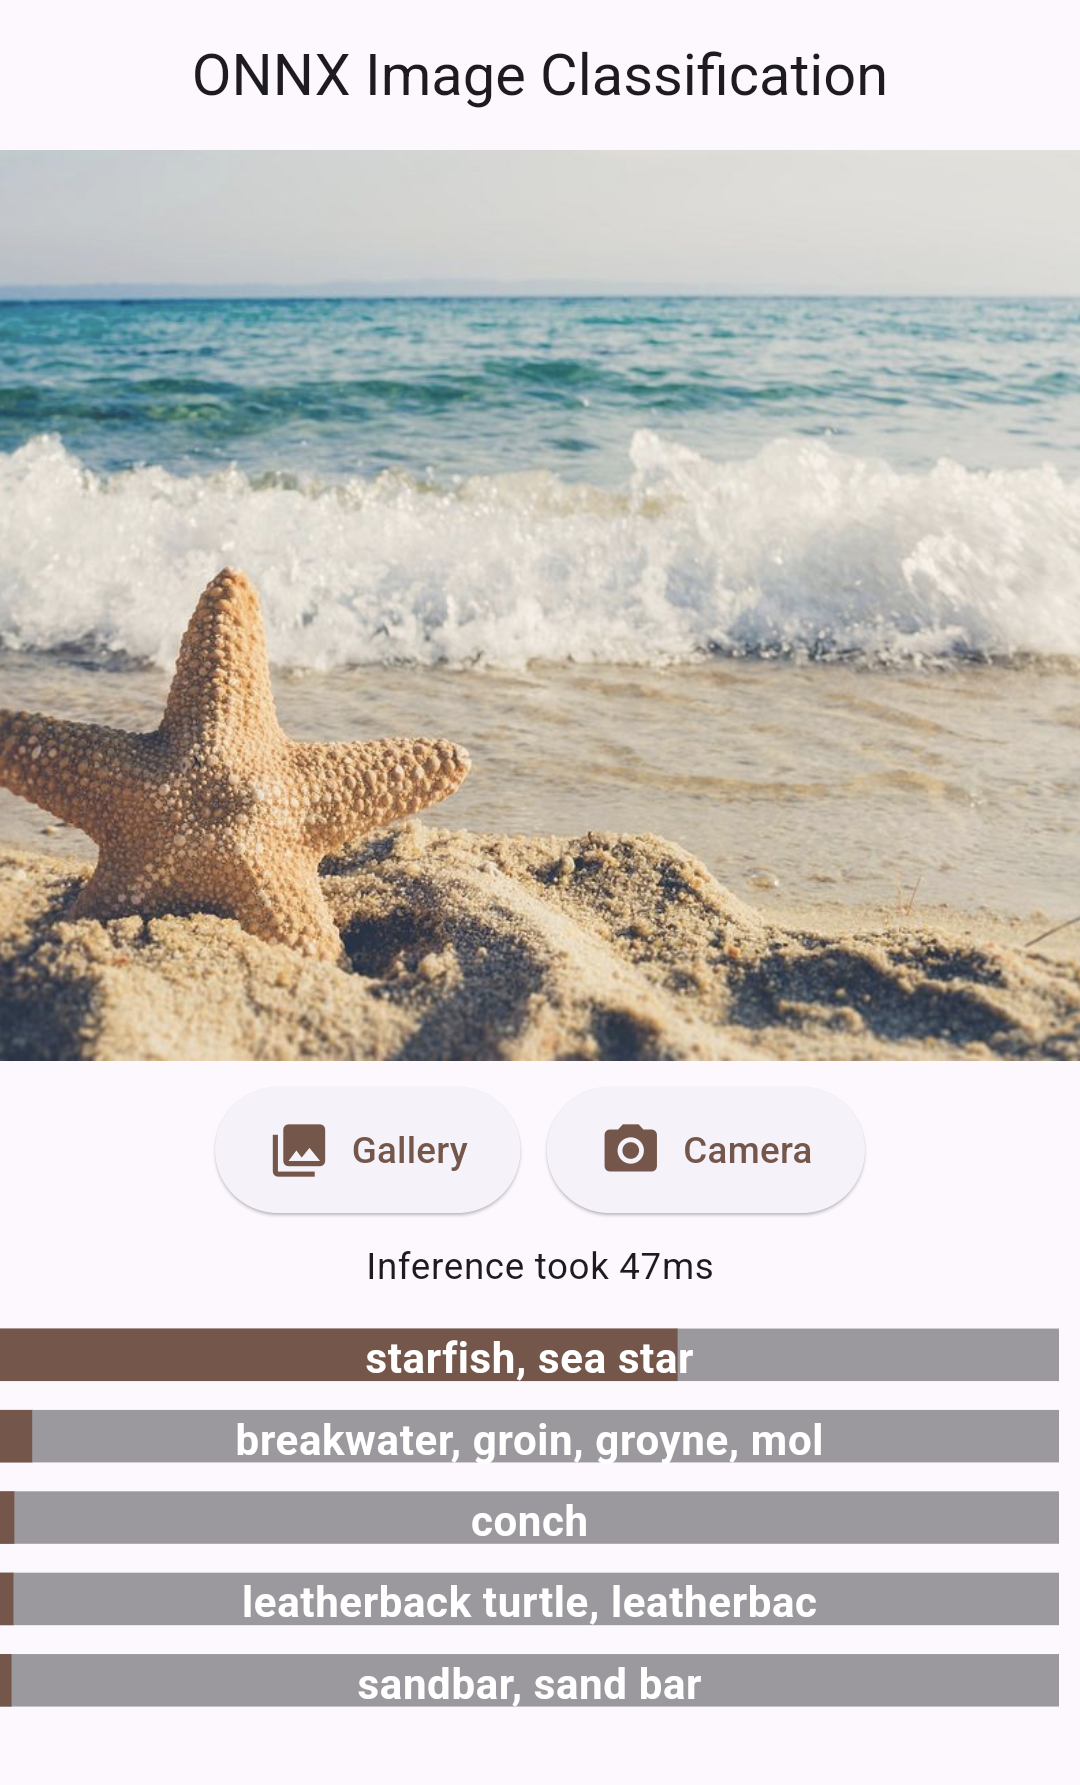 ONNX Image Classification
Gallery
Camera
Inference took 47ms
starfish, sea star
breakwater, groin, groyne, mol
conch
leatherback turtle, leatherbac
sandbar, sand bar